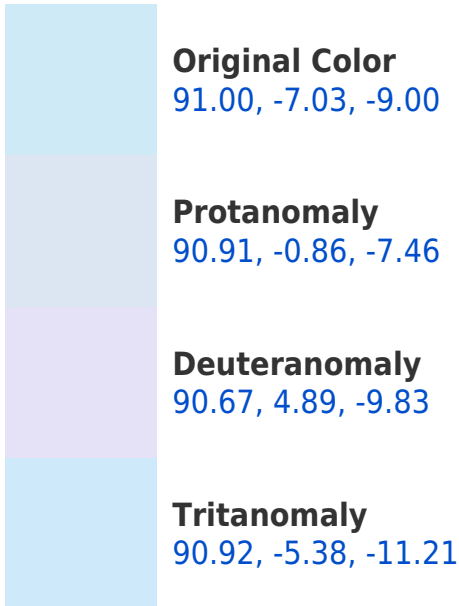 Original Color
91.00, -7.03, -9.00
Protanomaly
90.91, -0.86, -7.46
Deuteranomaly
90.67, 4.89, -9.83
Tritanomaly
90.92, -5.38, -11.21